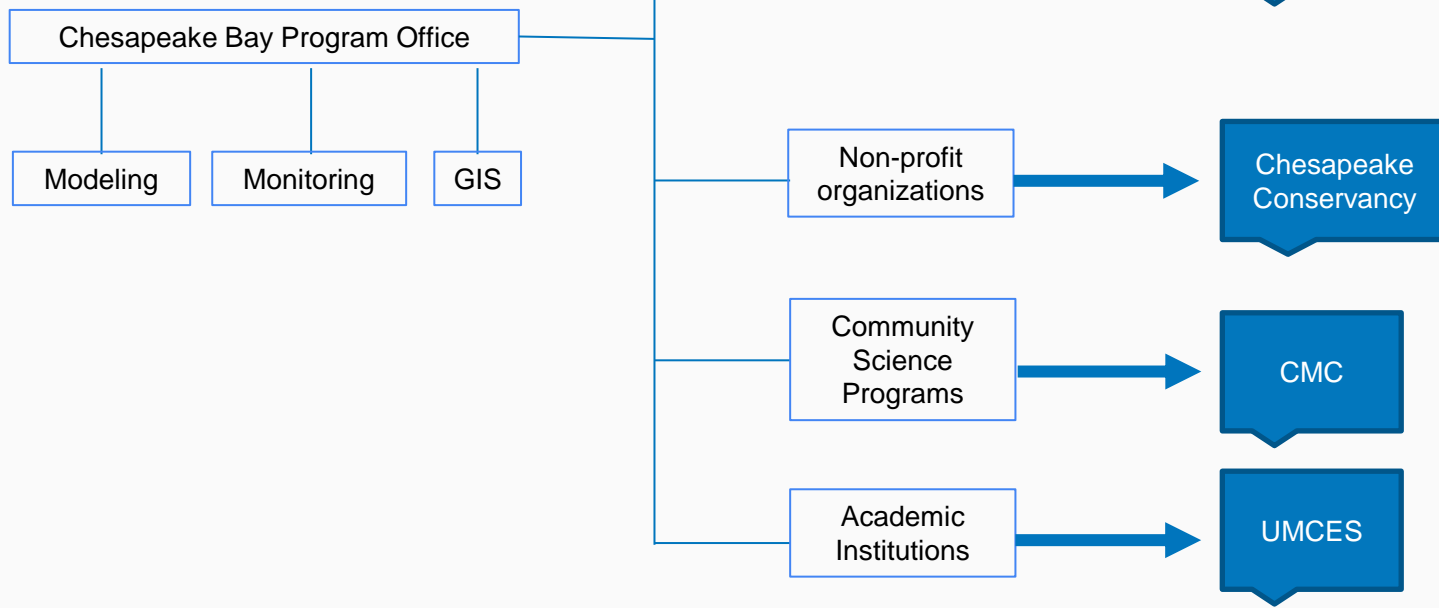 Chesapeake Bay Program Office
Modeling
Monitoring
GIS
Non-profit
organizations
Chesapeake
Conservancy
Community
Science
Programs
CMC
Academic
Institutions
UMCES